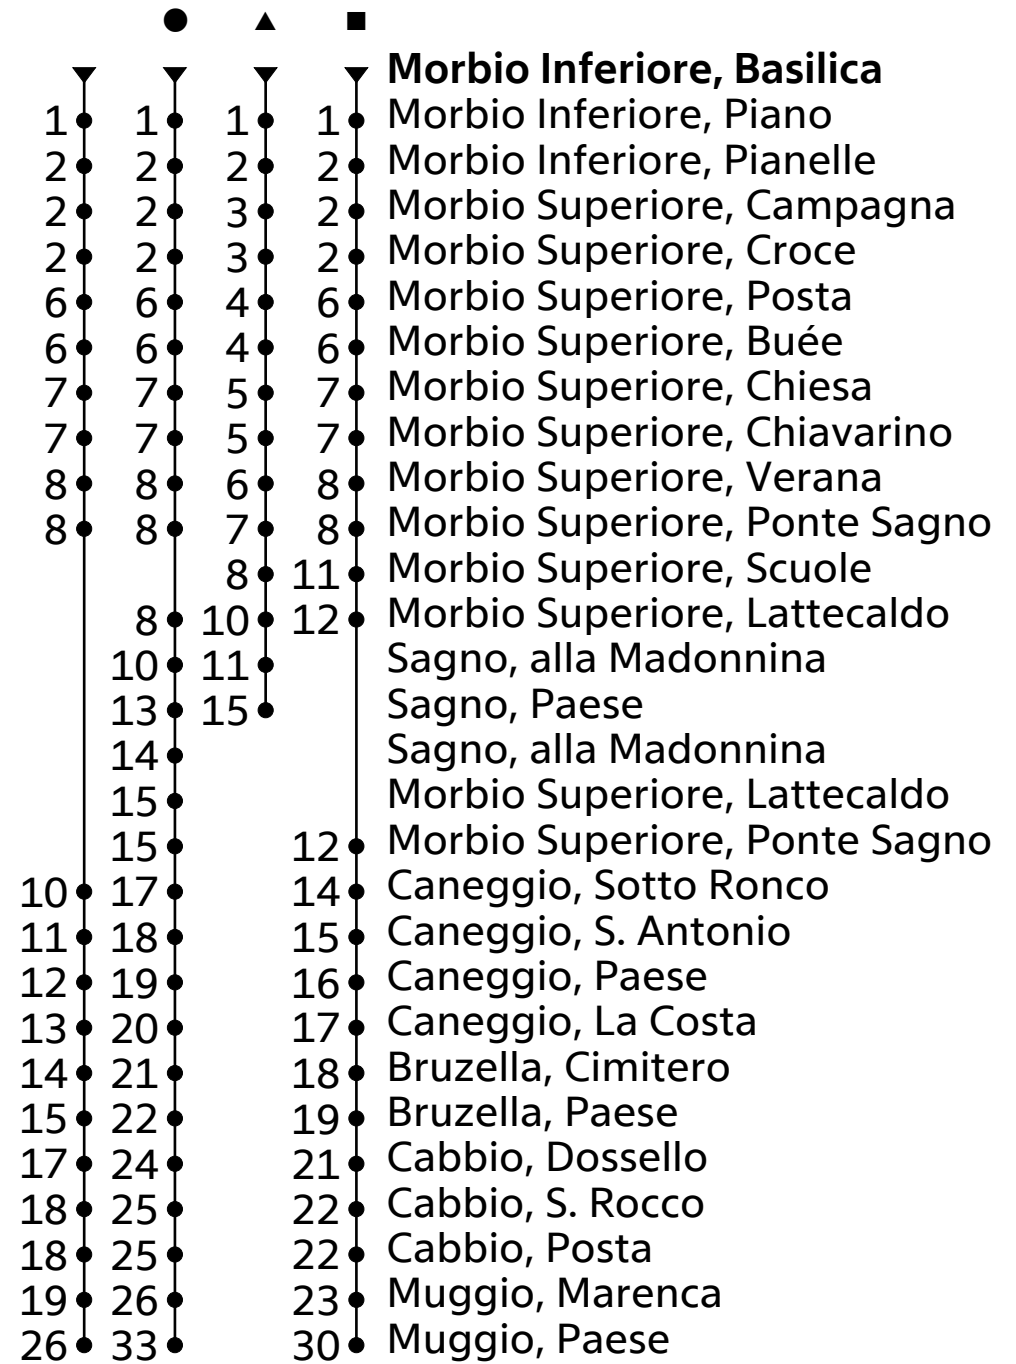 ● ▲ ■
Morbio Inferiore, Basilica
1 1 1 1 Morbio Inferiore, Piano
2 2 2 2 Morbio Inferiore, Pianelle
2 2 3 2 Morbio Superiore, Campagna
2 2 3 2 Morbio Superiore, Croce
6 6 4 6 Morbio Superiore, Posta
6 6 4 6 Morbio Superiore, Buée
7 7 5 7 Morbio Superiore, Chiesa
7 7 5 7 Morbio Superiore, Chiavarino
8 8 6 8 Morbio Superiore, Verana
8 8 7 8 Morbio Superiore, Ponte Sagno
8 11 Morbio Superiore, Scuole
8 10 12 Morbio Superiore, Lattecaldo
10 11 Sagno, alla Madonnina
13 15 Sagno, Paese
14 Sagno, alla Madonnina
15 Morbio Superiore, Lattecaldo
15 12 Morbio Superiore, Ponte Sagno
10 17 14 Caneggio, Sotto Ronco
11 18 15 Caneggio, S. Antonio
12 19 16 Caneggio, Paese
13 20 17 Caneggio, La Costa
14 21 18 Bruzella, Cimitero
15 22 19 Bruzella, Paese
17 24 21 Cabbio, Dossello
18 25 22 Cabbio, S. Rocco
18 25 22 Cabbio, Posta
19 26 23 Muggio, Marenca
26 33 30 Muggio, Paese